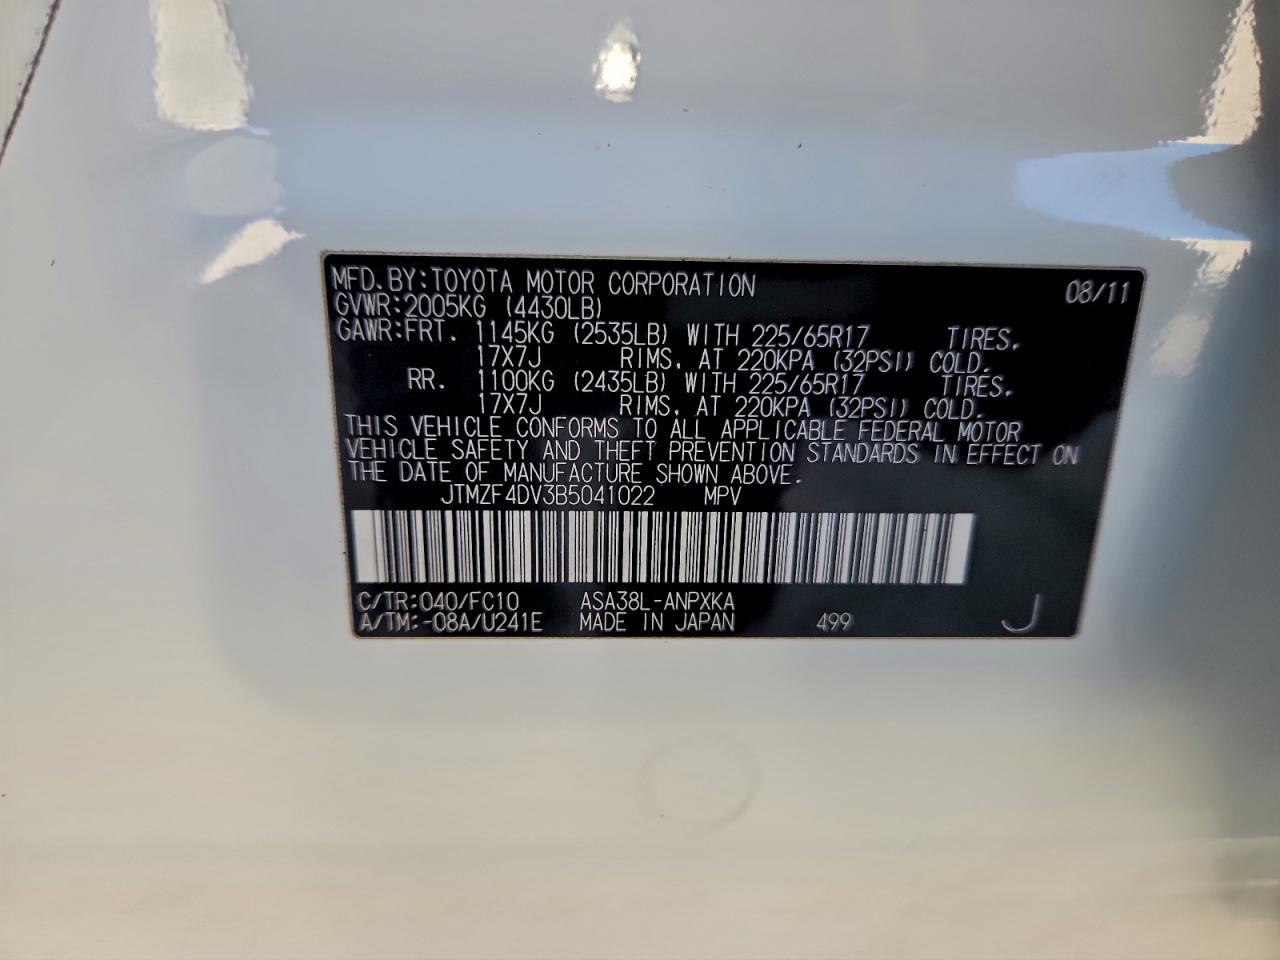 MFD. BY: TOYOTA MOTOR CORPORATION 08/11
GVWR: 2005KG (4430LB)
GAWR: FRT. 1145KG (2535LB) WITH 225/65R17 TIRES.
17X7J RIMS, AT 220KPA (32PSI) COLD.
RR. 1100KG (2435LB) WITH 225/65R17 TIRES.
17X7J RIMS, AT 220KPA (32PSI) COLD.
THIS VEHICLE CONFORMS TO ALL APPLICABLE FEDERAL MOTOR
VEHICLE SAFETY AND THEFT PREVENTION STANDARDS IN EFFECT ON
THE DATE OF MANUFACTURE SHOWN ABOVE.
JTMZF4DV3B5041022 MPV
C/TR: 040/FC10 ASA38L-ANPXKA
A/TM: -08A/U241E MADE IN JAPAN 499 J